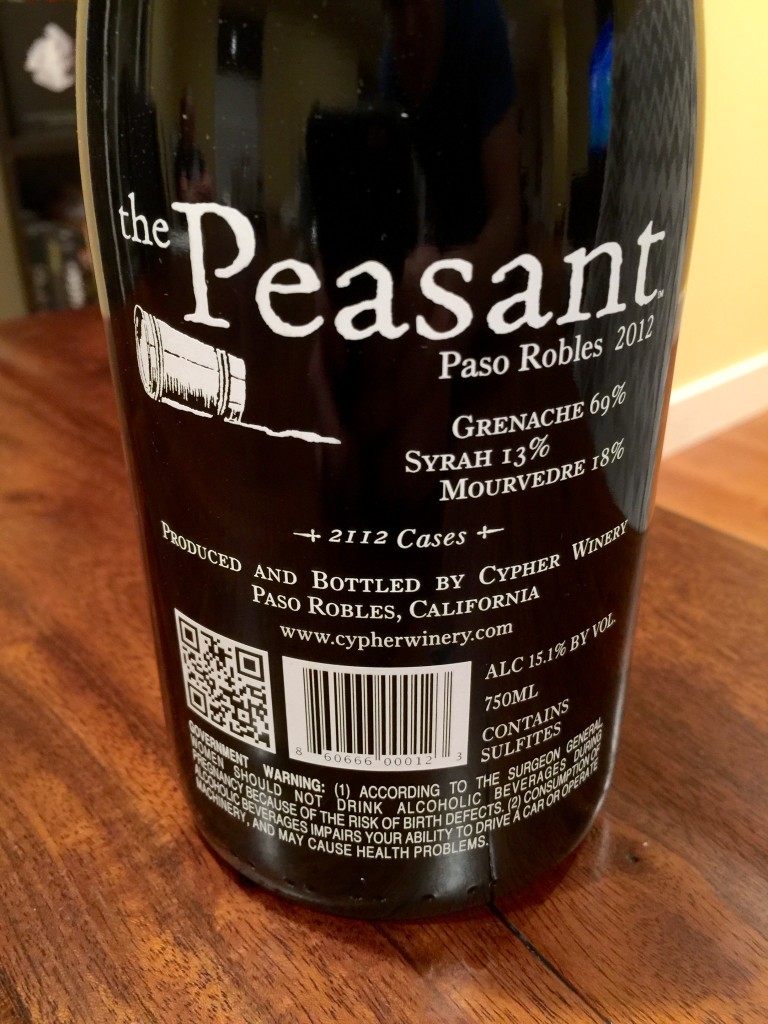 the Peasant™
Paso Robles 2012
GRENACHE 69%
SYRAH 13%
MOURVEDRE 18%
2112 Cases
PRODUCED AND BOTTLED BY CYPHER WINERY
PASO ROBLES, CALIFORNIA
www.cypherwinery.com
ALC 15.1% BY VOL.
750ML
CONTAINS
SULFITES
8 60666 00012 3
GOVERNMENT WARNING: (1) ACCORDING TO THE SURGEON GENERAL
WOMEN SHOULD NOT DRINK ALCOHOLIC BEVERAGES DURING
PREGNANCY BECAUSE OF THE RISK OF BIRTH DEFECTS. (2) CONSUMPTION OF
ALCOHOLIC BEVERAGES IMPAIRS YOUR ABILITY TO DRIVE A CAR OR OPERATE
MACHINERY, AND MAY CAUSE HEALTH PROBLEMS.